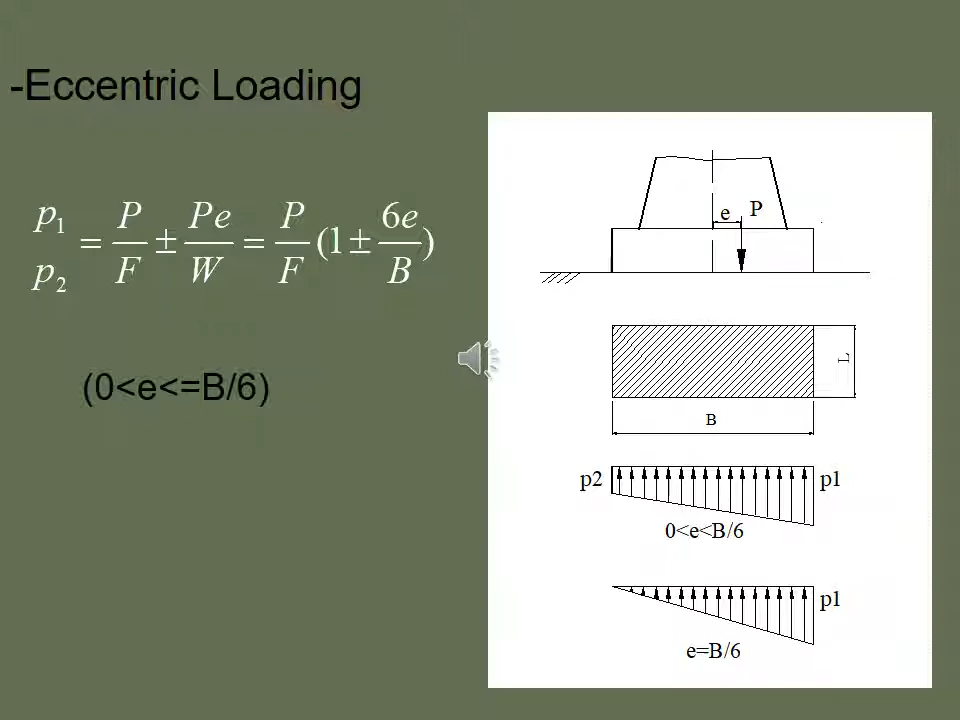 -Eccentric Loading
p1
p2 = P/F ± Pe/W = P/F (1 ± 6e/B)
(0<e<=B/6)
e P
L
B
p2 p1
0<e<B/6
p1
e=B/6